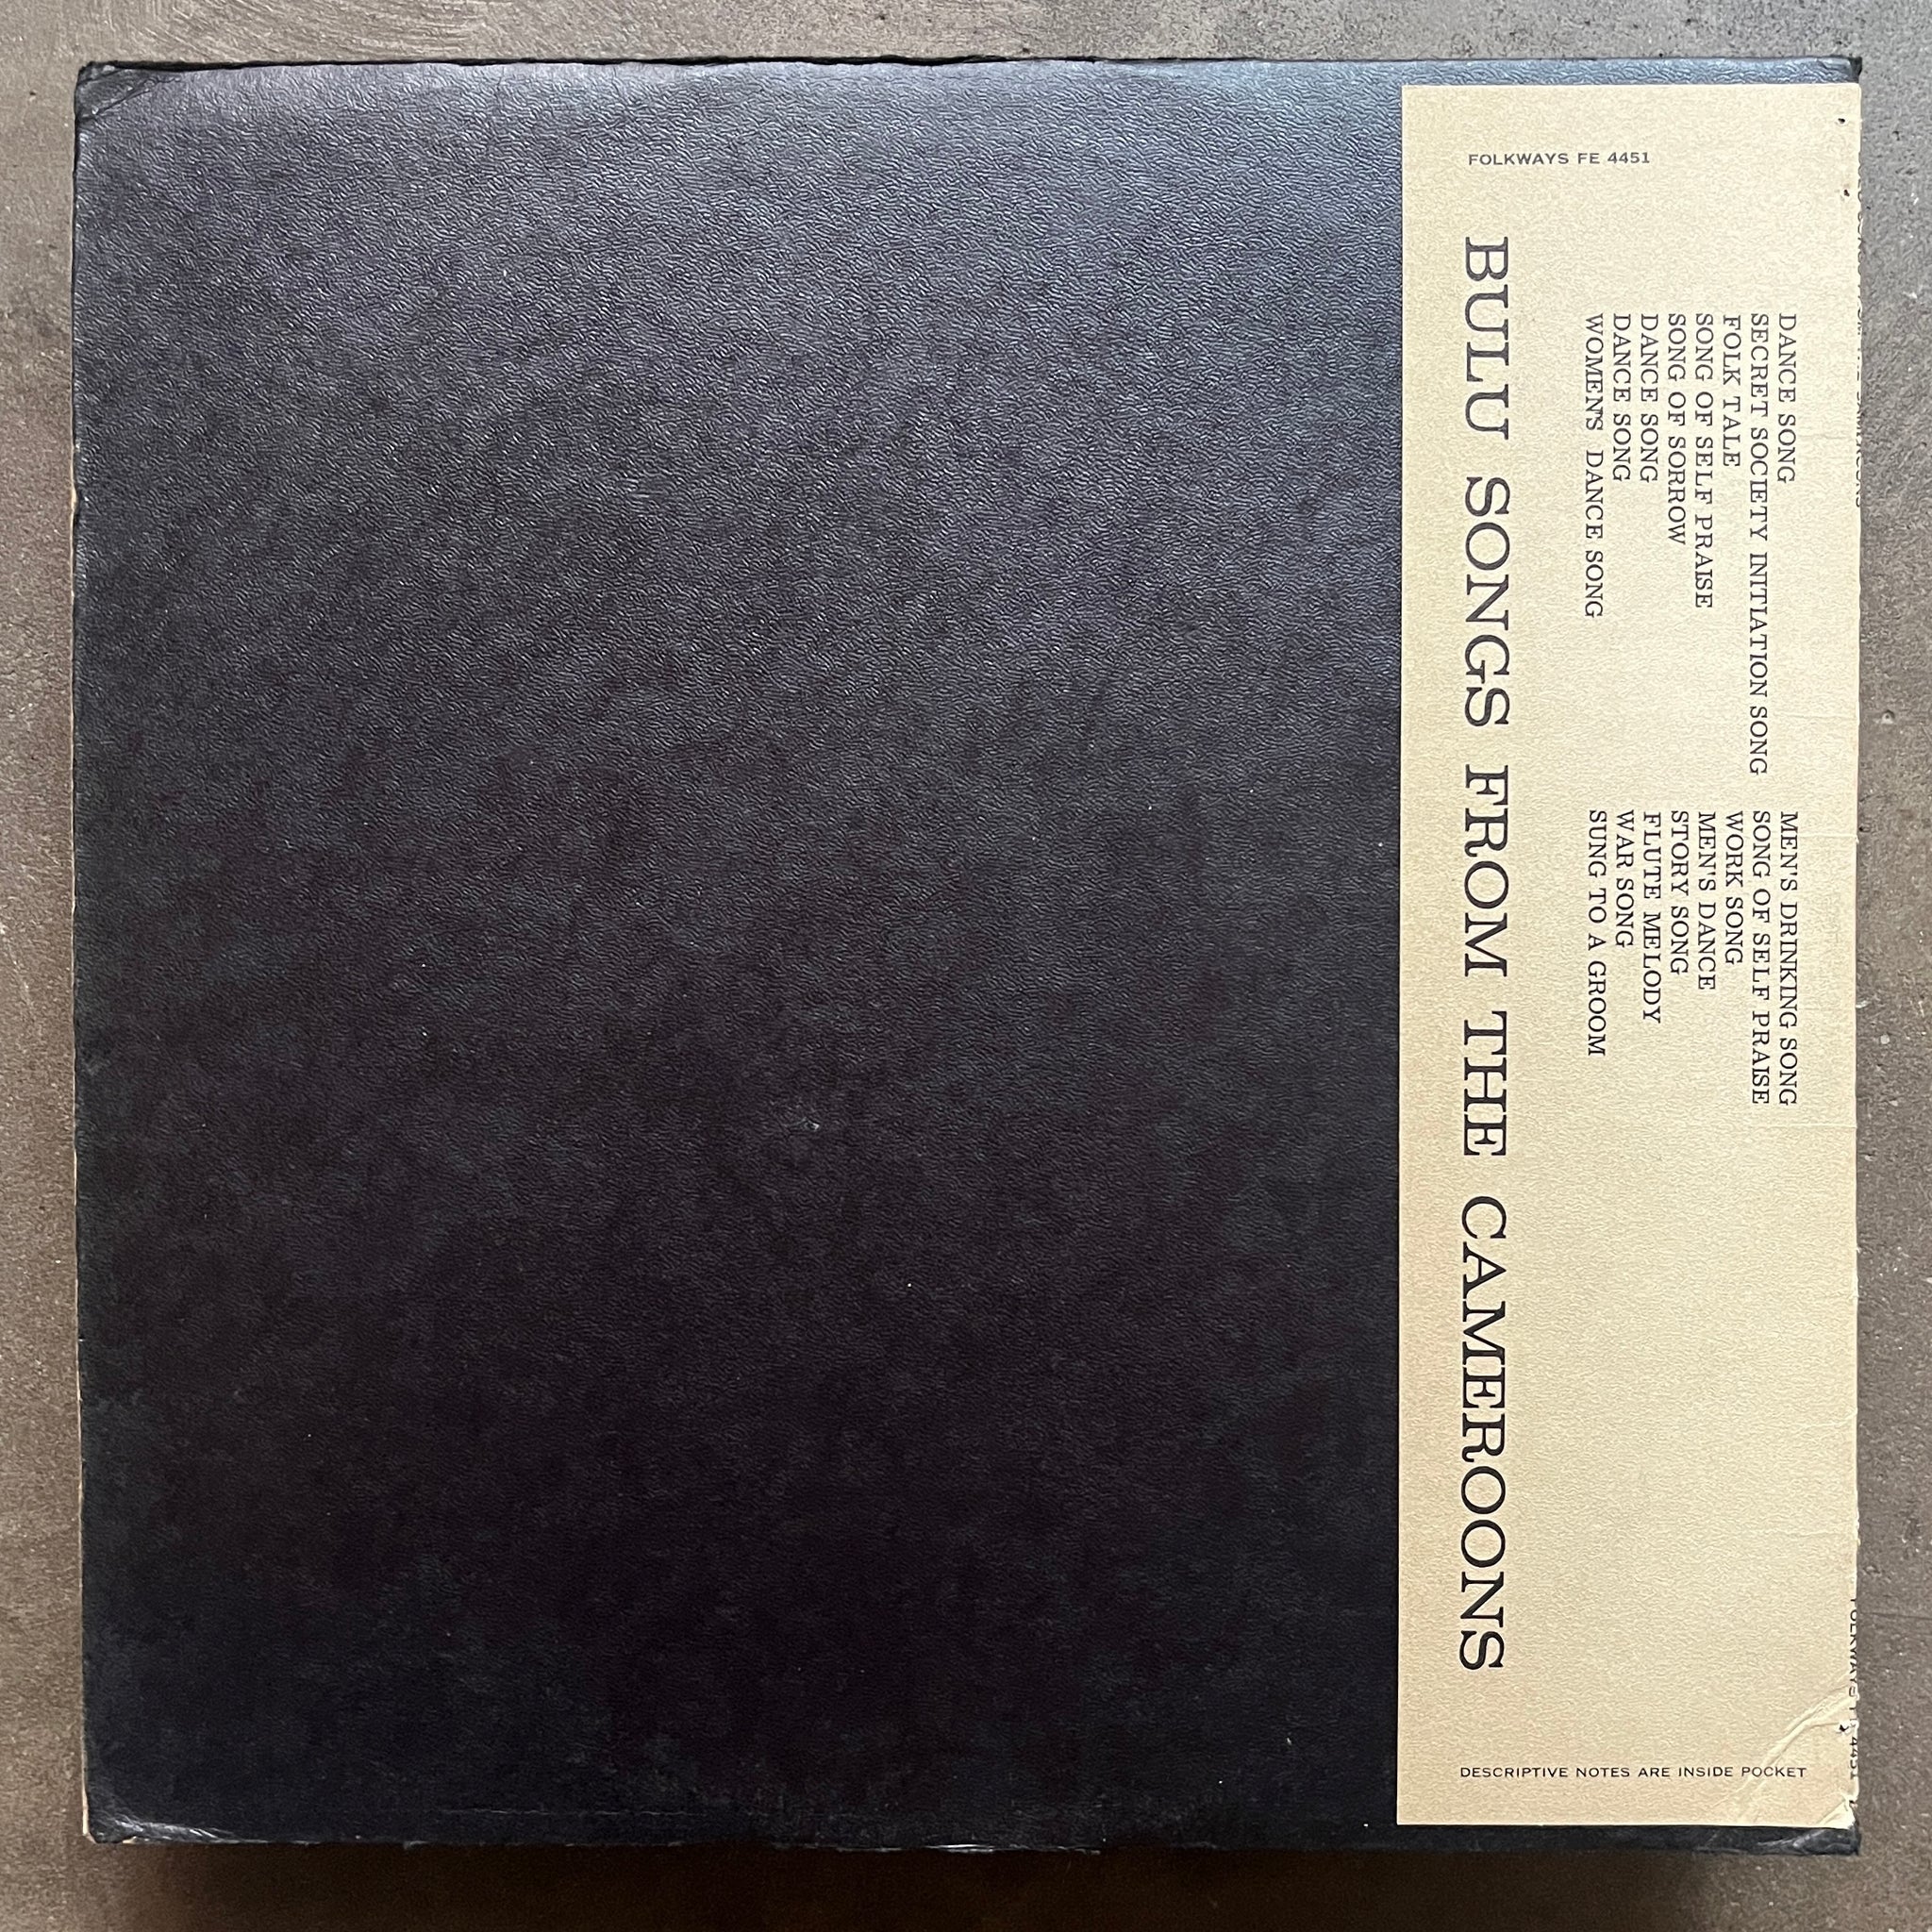 FOLKWAYS FE 4451
BULU SONGS FROM THE CAMEROONS
DANCE SONG
SECRET SOCIETY INITIATION SONG
FOLK TALE
SONG OF SELF PRAISE
SONG OF SORROW
DANCE SONG
DANCE SONG
WOMEN'S DANCE SONG
MEN'S DRINKING SONG
SONG OF SELF PRAISE
WORK SONG
MEN'S DANCE
STORY SONG
FLUTE MELODY
WAR SONG
SUNG TO A GROOM
DESCRIPTIVE NOTES ARE INSIDE POCKET